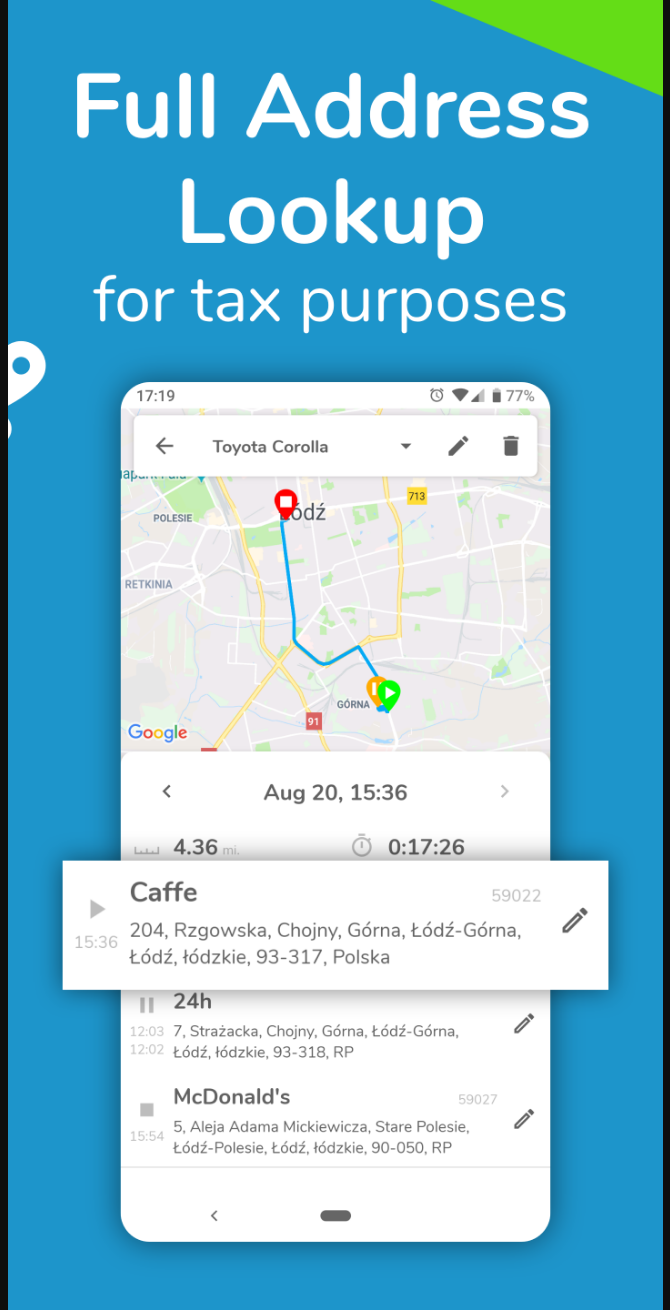 Full Address
Lookup
for tax purposes
17:19
77%
Toyota Corolla
713
Łódź
POLESIE
RETKINIA
GÓRNA
91
Google
Aug 20, 15:36
4.36 mi.
0:17:26
Caffe
59022
204, Rzgowska, Chojny, Górna, Łódź-Górna,
15:36
Łódź, łódzkie, 93-317, Polska
24h
12:03
7, Strażacka, Chojny, Górna, Łódź-Górna,
12:02
Łódź, łódzkie, 93-318, RP
McDonald's
59027
5, Aleja Adama Mickiewicza, Stare Polesie,
15:54
Łódź-Polesie, Łódź, łódzkie, 90-050, RP